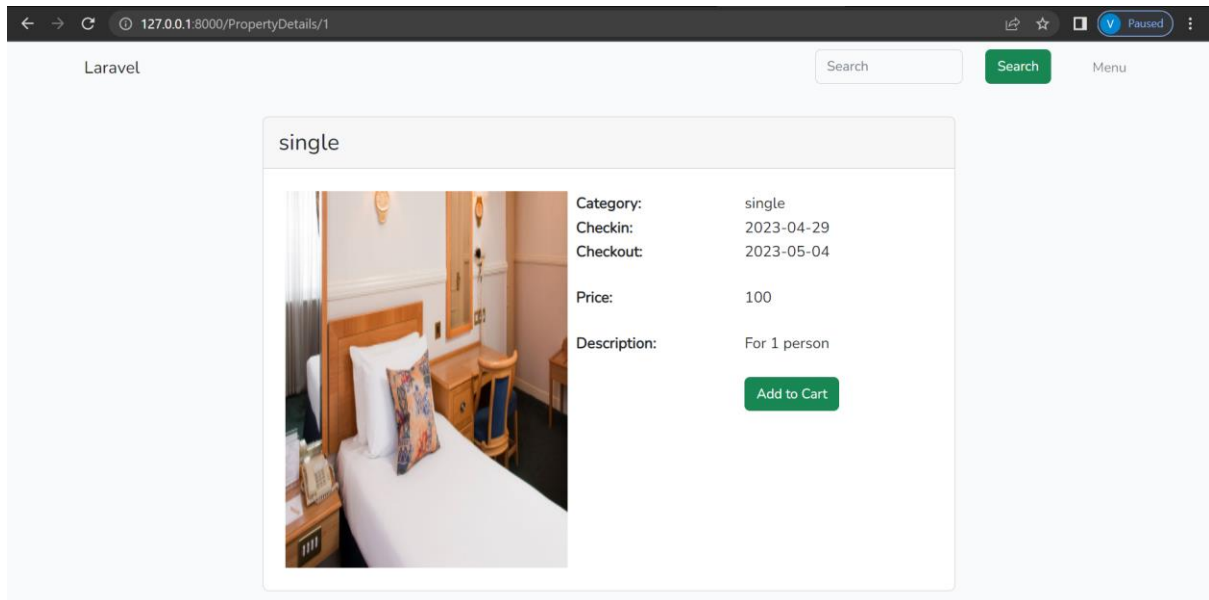 127.0.0.1:8000/PropertyDetails/1
V Paused
Laravel
Search Search Menu
single
Category: single
Checkin: 2023-04-29
Checkout: 2023-05-04
Price: 100
Description: For 1 person
Add to Cart